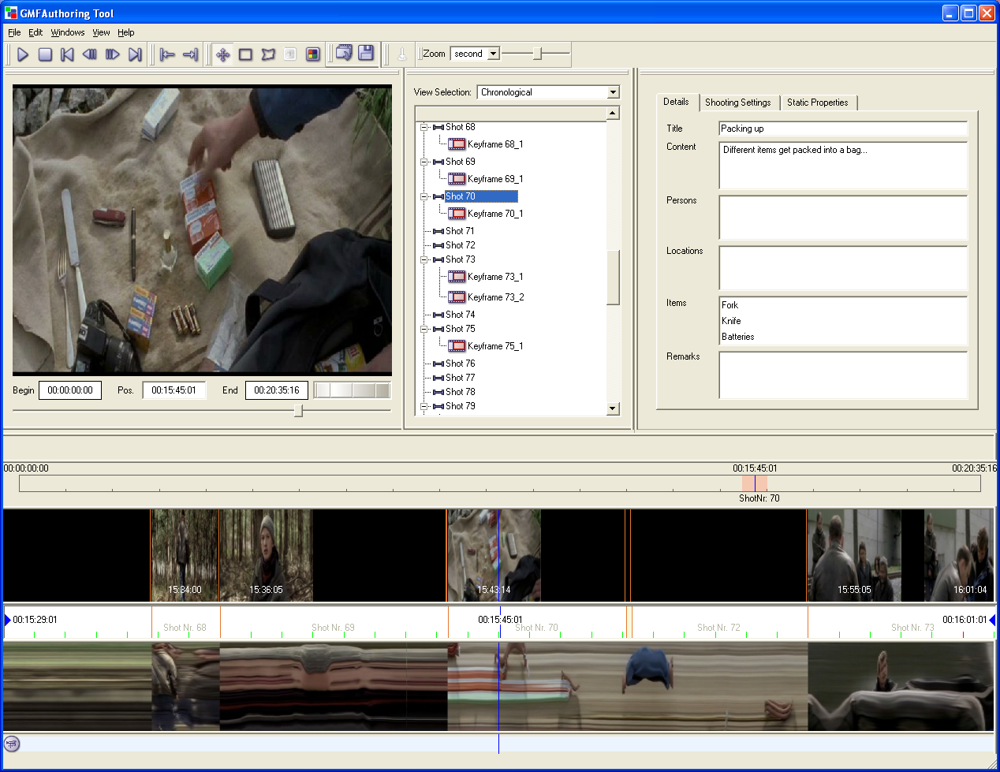 GMFAuthoring Tool
File Edit Windows View Help
Zoom second
View Selection: Chronological
Shot 68
Keyframe 68_1
Shot 69
Keyframe 69_1
Shot 70
Keyframe 70_1
Shot 71
Shot 72
Shot 73
Keyframe 73_1
Keyframe 73_2
Shot 74
Shot 75
Keyframe 75_1
Shot 76
Shot 77
Shot 78
Shot 79
Details Shooting Settings Static Properties
Title Packing up
Content Different items get packed into a bag...
Persons
Locations
Items Fork
Knife
Batteries
Remarks
Begin 00:00:00:00 Pos. 00:15:45:01 End 00:20:35:16
00:00:00:00 00:15:45:01 00:20:35:16
ShotNr: 70
15:34:00 15:36:05 15:43:14 15:55:05 16:01:04
00:15:29:01 00:15:45:01 00:16:01:01
Shot Nr. 68 Shot Nr. 69 Shot Nr. 70 Shot Nr. 72 Shot Nr. 73